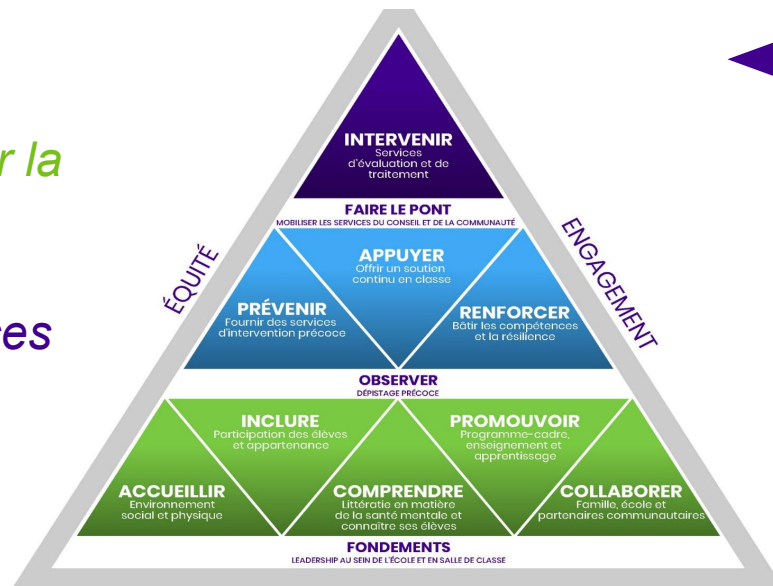 r la
es
ÉQUITÉ
ENGAGEMENT
INTERVENIR
Services
d'évaluation et de
traitement
FAIRE LE PONT
MOBILISER LES SERVICES DU CONSEIL ET DE LA COMMUNAUTÉ
APPUYER
Offrir un soutien
continu en classe
PRÉVENIR
Fournir des services
d'intervention précoce
RENFORCER
Bâtir les compétences
et la résilience
OBSERVER
DÉPISTAGE PRÉCOCE
INCLURE
Participation des élèves
et appartenance
PROMOUVOIR
Programme-cadre,
enseignement et
apprentissage
ACCUEILLIR
Environnement
social et physique
COMPRENDRE
Littératie en matière
de la santé mentale et
connaître ses élèves
COLLABORER
Famille, école et
partenaires communautaires
FONDEMENTS
LEADERSHIP AU SEIN DE L'ÉCOLE ET EN SALLE DE CLASSE